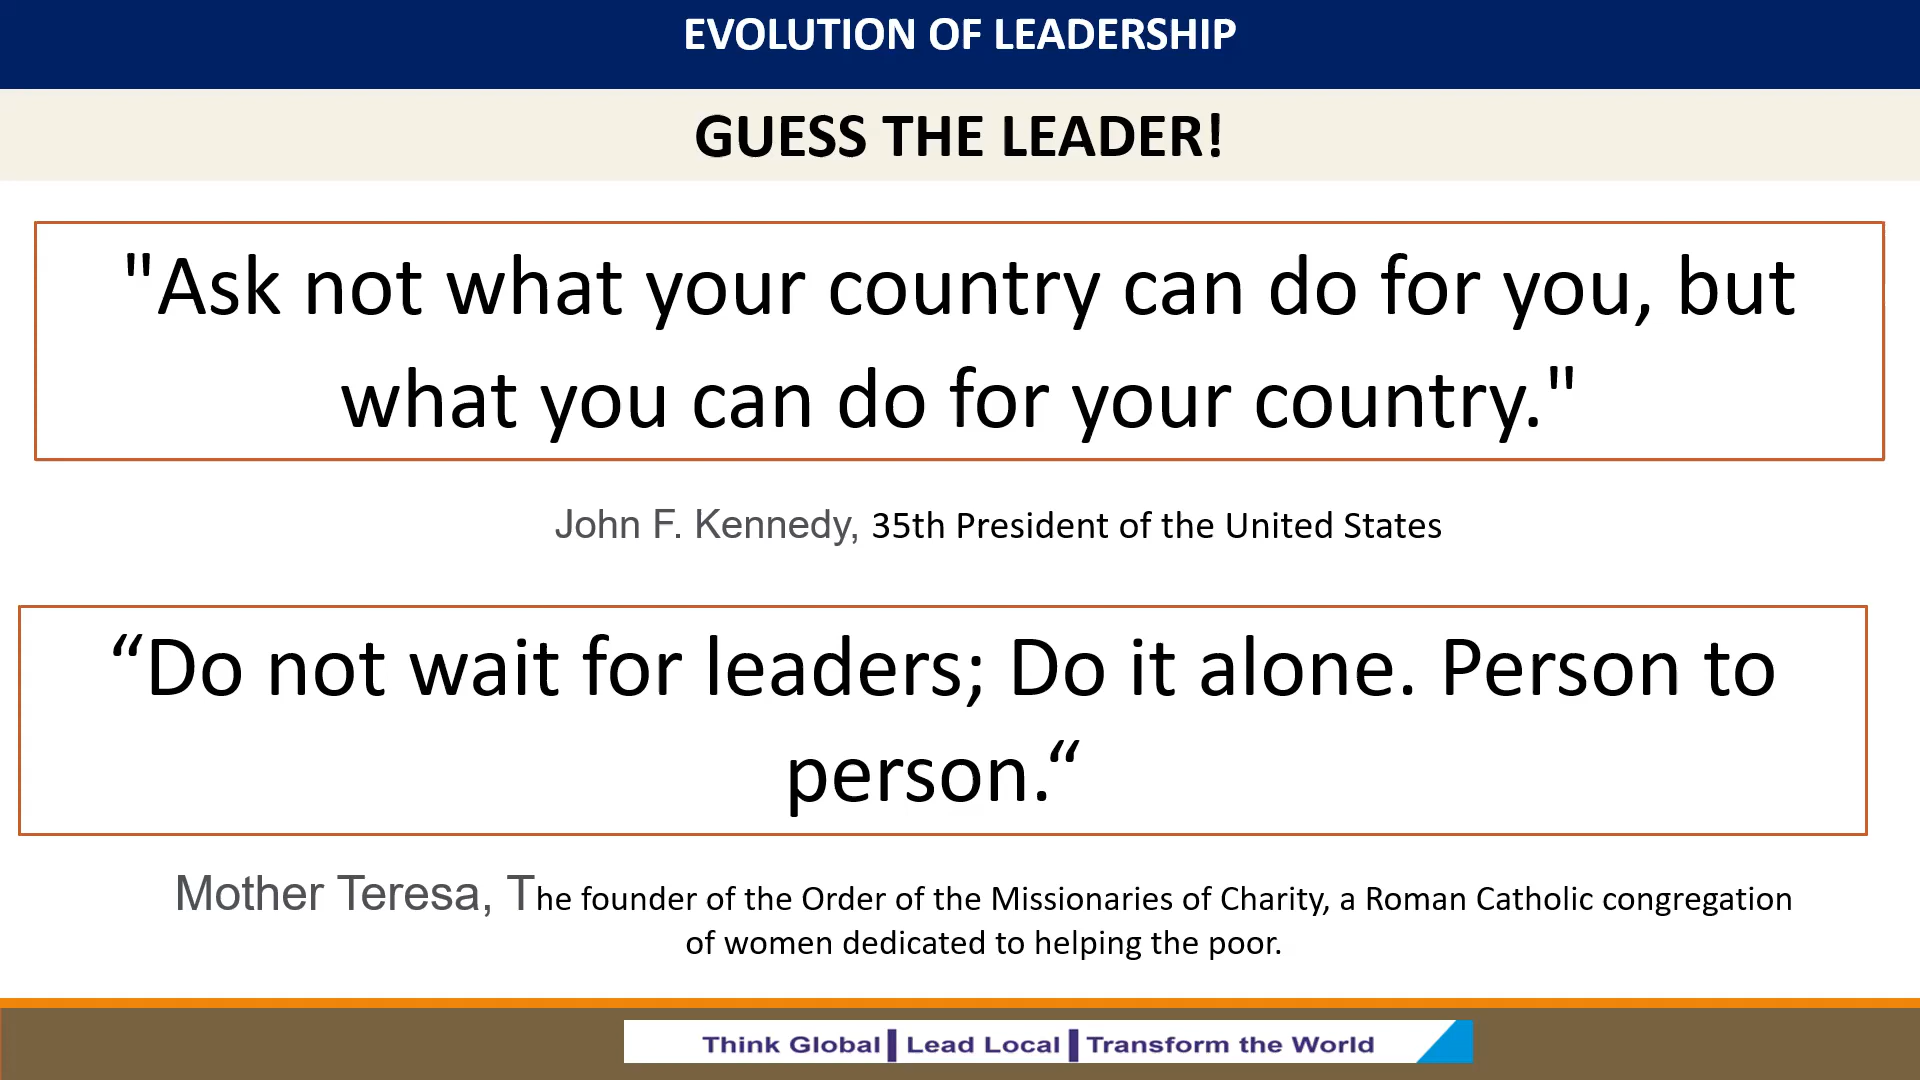 EVOLUTION OF LEADERSHIP
GUESS THE LEADER!
"Ask not what your country can do for you, but
what you can do for your country."
John F. Kennedy, 35th President of the United States
“Do not wait for leaders; Do it alone. Person to
person.“
Mother Teresa, The founder of the Order of the Missionaries of Charity, a Roman Catholic congregation
of women dedicated to helping the poor.
Think Global | Lead Local | Transform the World